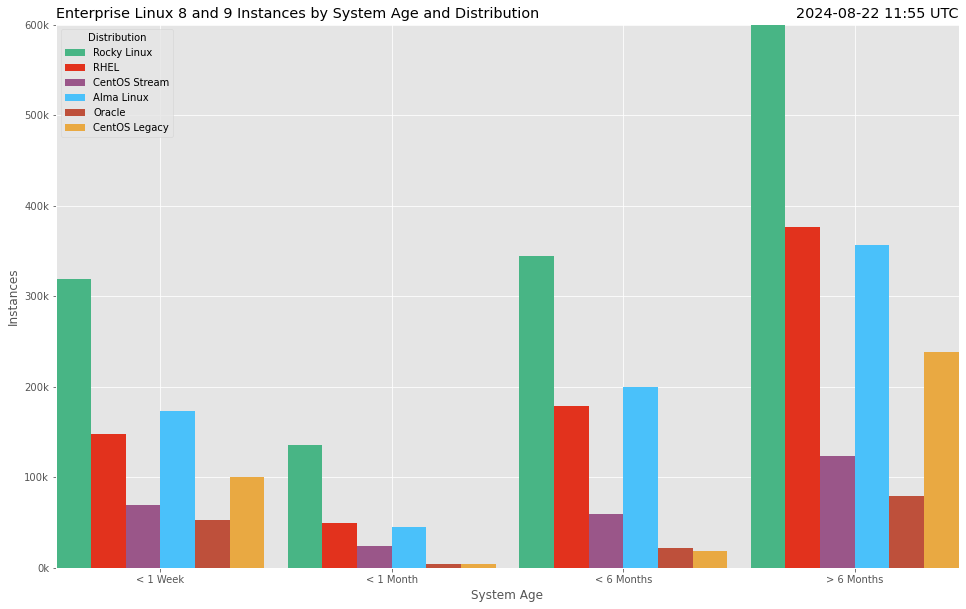 Enterprise Linux 8 and 9 Instances by System Age and Distribution
2024-08-22 11:55 UTC
Distribution
Rocky Linux
RHEL
CentOS Stream
Alma Linux
Oracle
CentOS Legacy
600k
500k
400k
300k
200k
100k
0k
Instances
< 1 Week
< 1 Month
< 6 Months
> 6 Months
System Age